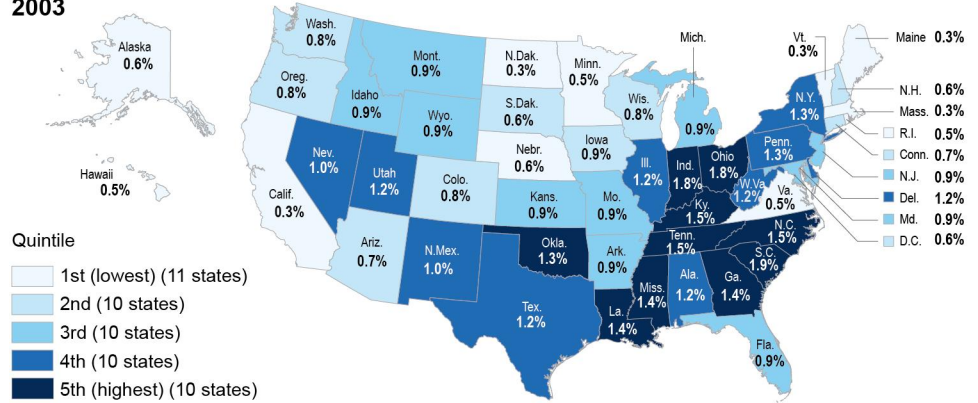 2003
Alaska
0.6%
Hawaii
0.5%
Wash.
0.8%
Oreg.
0.8%
Idaho
0.9%
Mont.
0.9%
Wyo.
0.9%
N.Dak.
0.3%
S.Dak.
0.6%
Nebr.
0.6%
Minn.
0.5%
Iowa
0.9%
Wis.
0.8%
Mich.
0.9%
Nev.
1.0%
Utah
1.2%
Calif.
0.3%
Colo.
0.8%
Ariz.
0.7%
N.Mex.
1.0%
Kans.
0.9%
Mo.
0.9%
Okla.
1.3%
Ark.
0.9%
Tex.
1.2%
La.
1.4%
Ill.
1.2%
Ind.
1.8%
Ohio
1.8%
Ky.
1.5%
Tenn.
1.5%
Miss.
1.4%
Ala.
1.2%
Ga.
1.4%
Fla.
0.9%
S.C.
1.9%
N.C.
1.5%
Va.
0.5%
W.Va.
1.2%
Penn.
1.3%
N.Y.
1.3%
Vt.
0.3%
Maine 0.3%
N.H. 0.6%
Mass. 0.3%
R.I. 0.5%
Conn. 0.7%
N.J. 0.9%
Del. 1.2%
Md. 0.9%
D.C. 0.6%
Quintile
1st (lowest) (11 states)
2nd (10 states)
3rd (10 states)
4th (10 states)
5th (highest) (10 states)